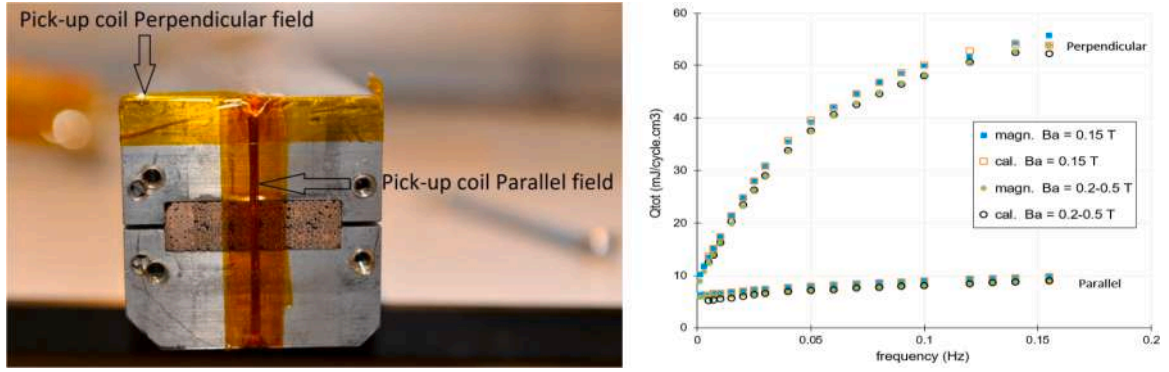 Pick-up coil Perpendicular field
Pick-up coil Parallel field
60
50
40
30
20
10
0
Qtot (mJ/cycle.cm3)
Perpendicular
magn. Ba = 0.15 T
cal. Ba = 0.15 T
magn. Ba = 0.2-0.5 T
cal. Ba = 0.2-0.5 T
Parallel
0 0.05 0.1 0.15 0.2
frequency (Hz)